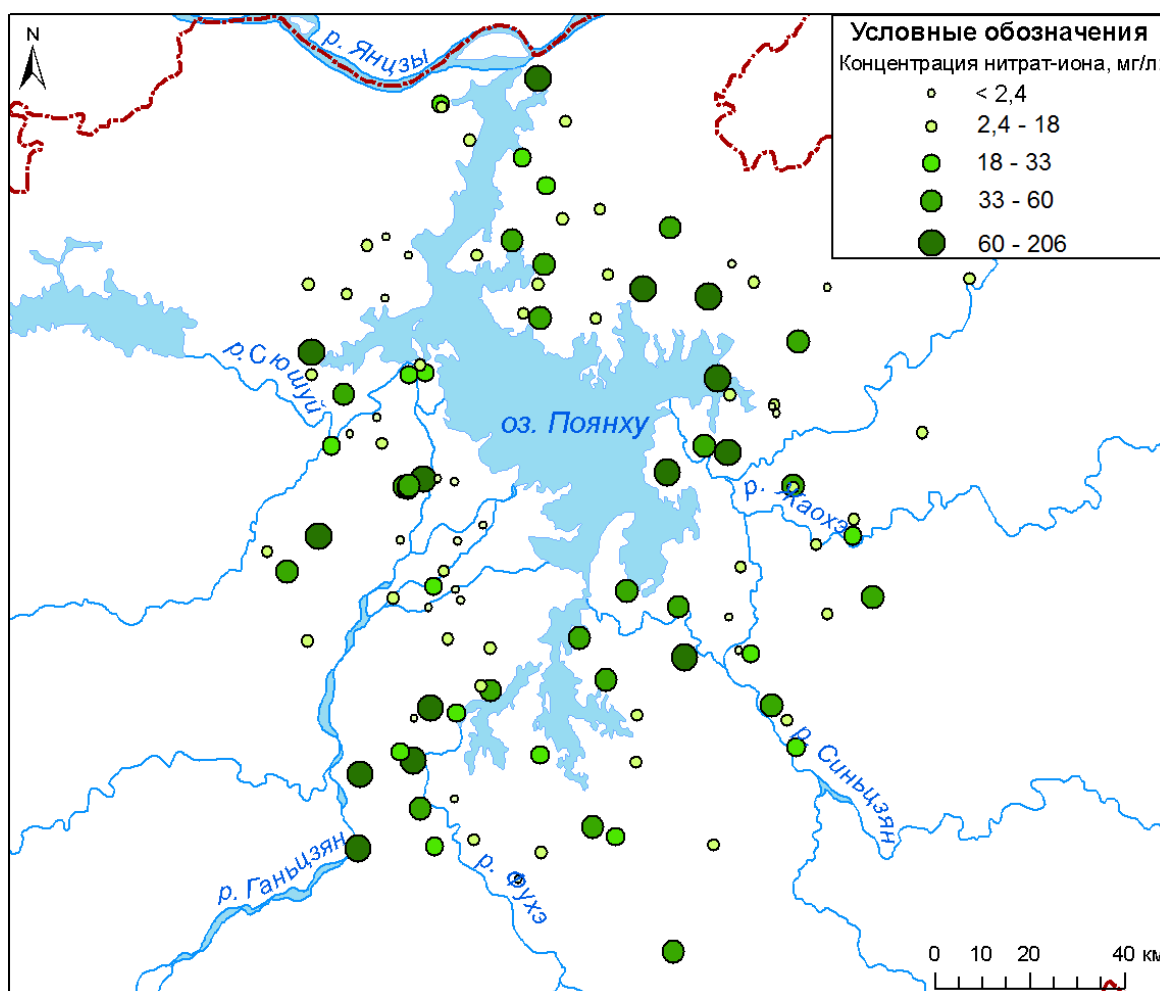 N
р. Янцзы
Условные обозначения
Концентрация нитрат-иона, мг/л:
< 2,4
2,4 - 18
18 - 33
33 - 60
60 - 206
р. Сюшуй
оз. Поянху
р. Жаохэ
р. Синьцзян
р. Ганьцзян
р. Фухэ
0 10 20 40 км